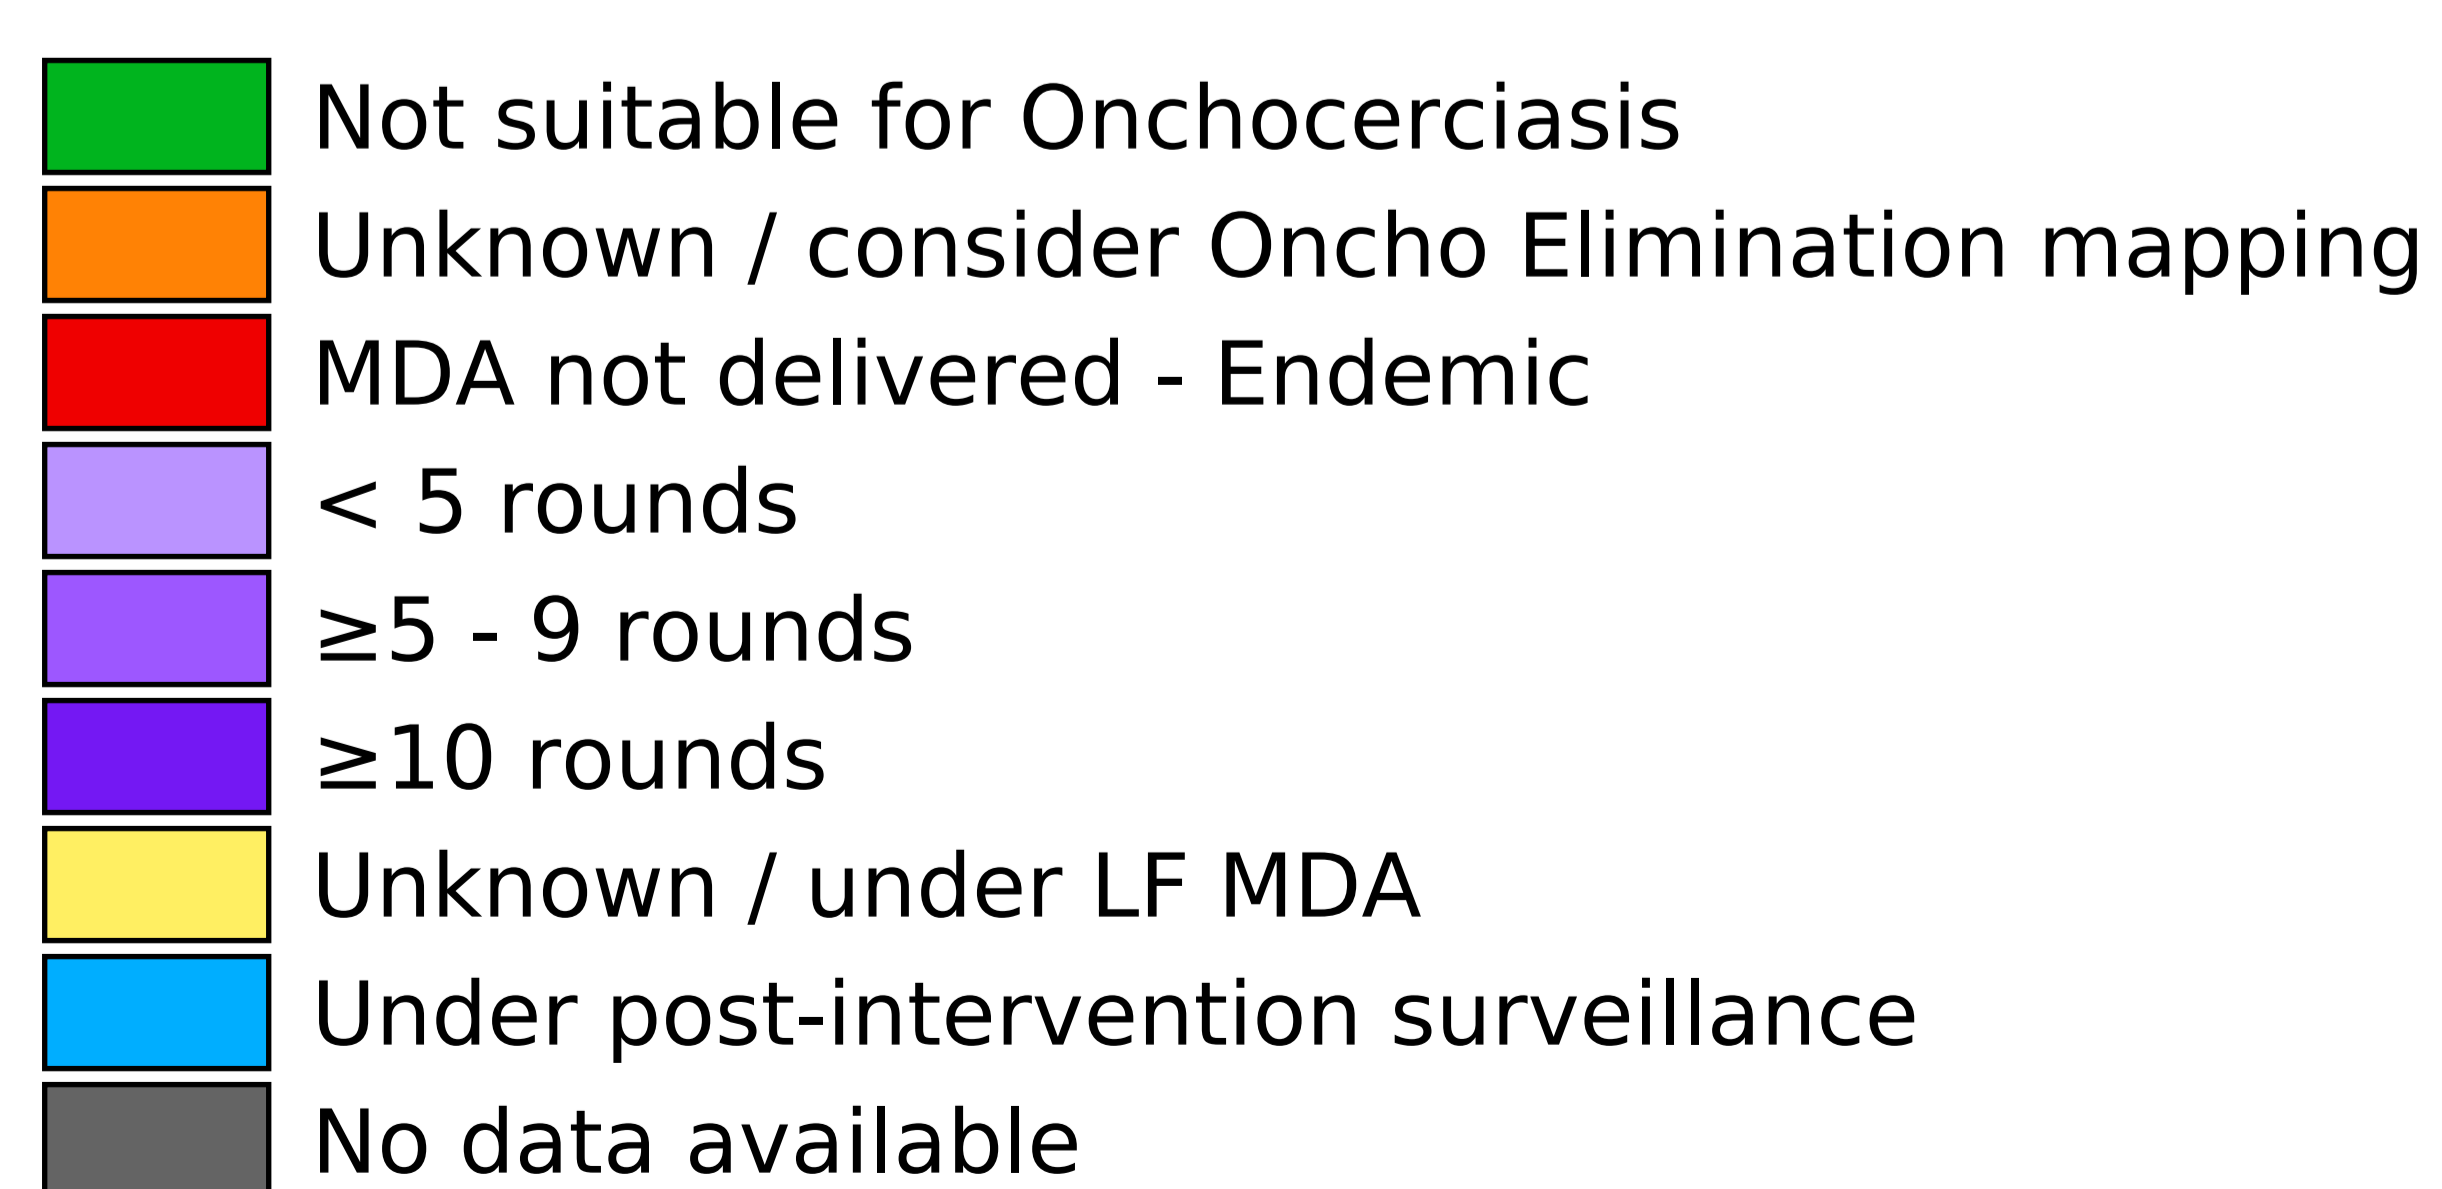 Not suitable for Onchocerciasis
Unknown / consider Oncho Elimination mapping
MDA not delivered - Endemic
< 5 rounds
≥5 - 9 rounds
≥10 rounds
Unknown / under LF MDA
Under post-intervention surveillance
No data available